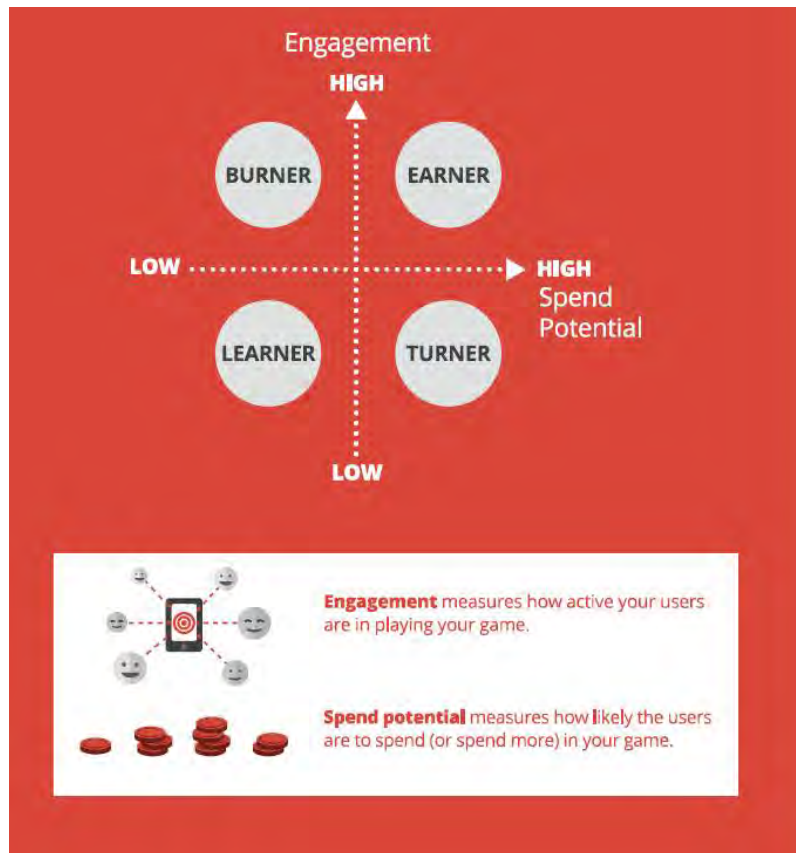 Engagement
HIGH
BURNER
EARNER
LOW
HIGH
Spend
Potential
LEARNER
TURNER
LOW
Engagement measures how active your users
are in playing your game.
Spend potential measures how likely the users
are to spend (or spend more) in your game.